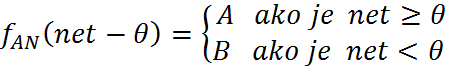 f_AN(net − θ) = { A ako je net ≥ θ
B ako je net < θ